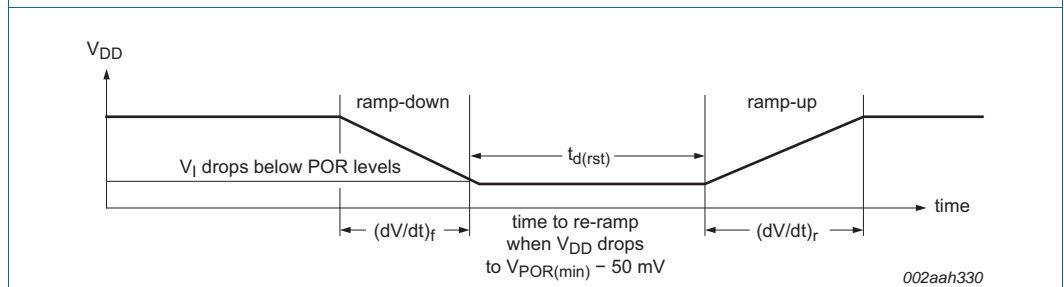 V_DD
ramp-down
ramp-up
V_I drops below POR levels
t_d(rst)
time
(dV/dt)_f
time to re-ramp
when V_DD drops
to V_POR(min) − 50 mV
(dV/dt)_r
002aah330